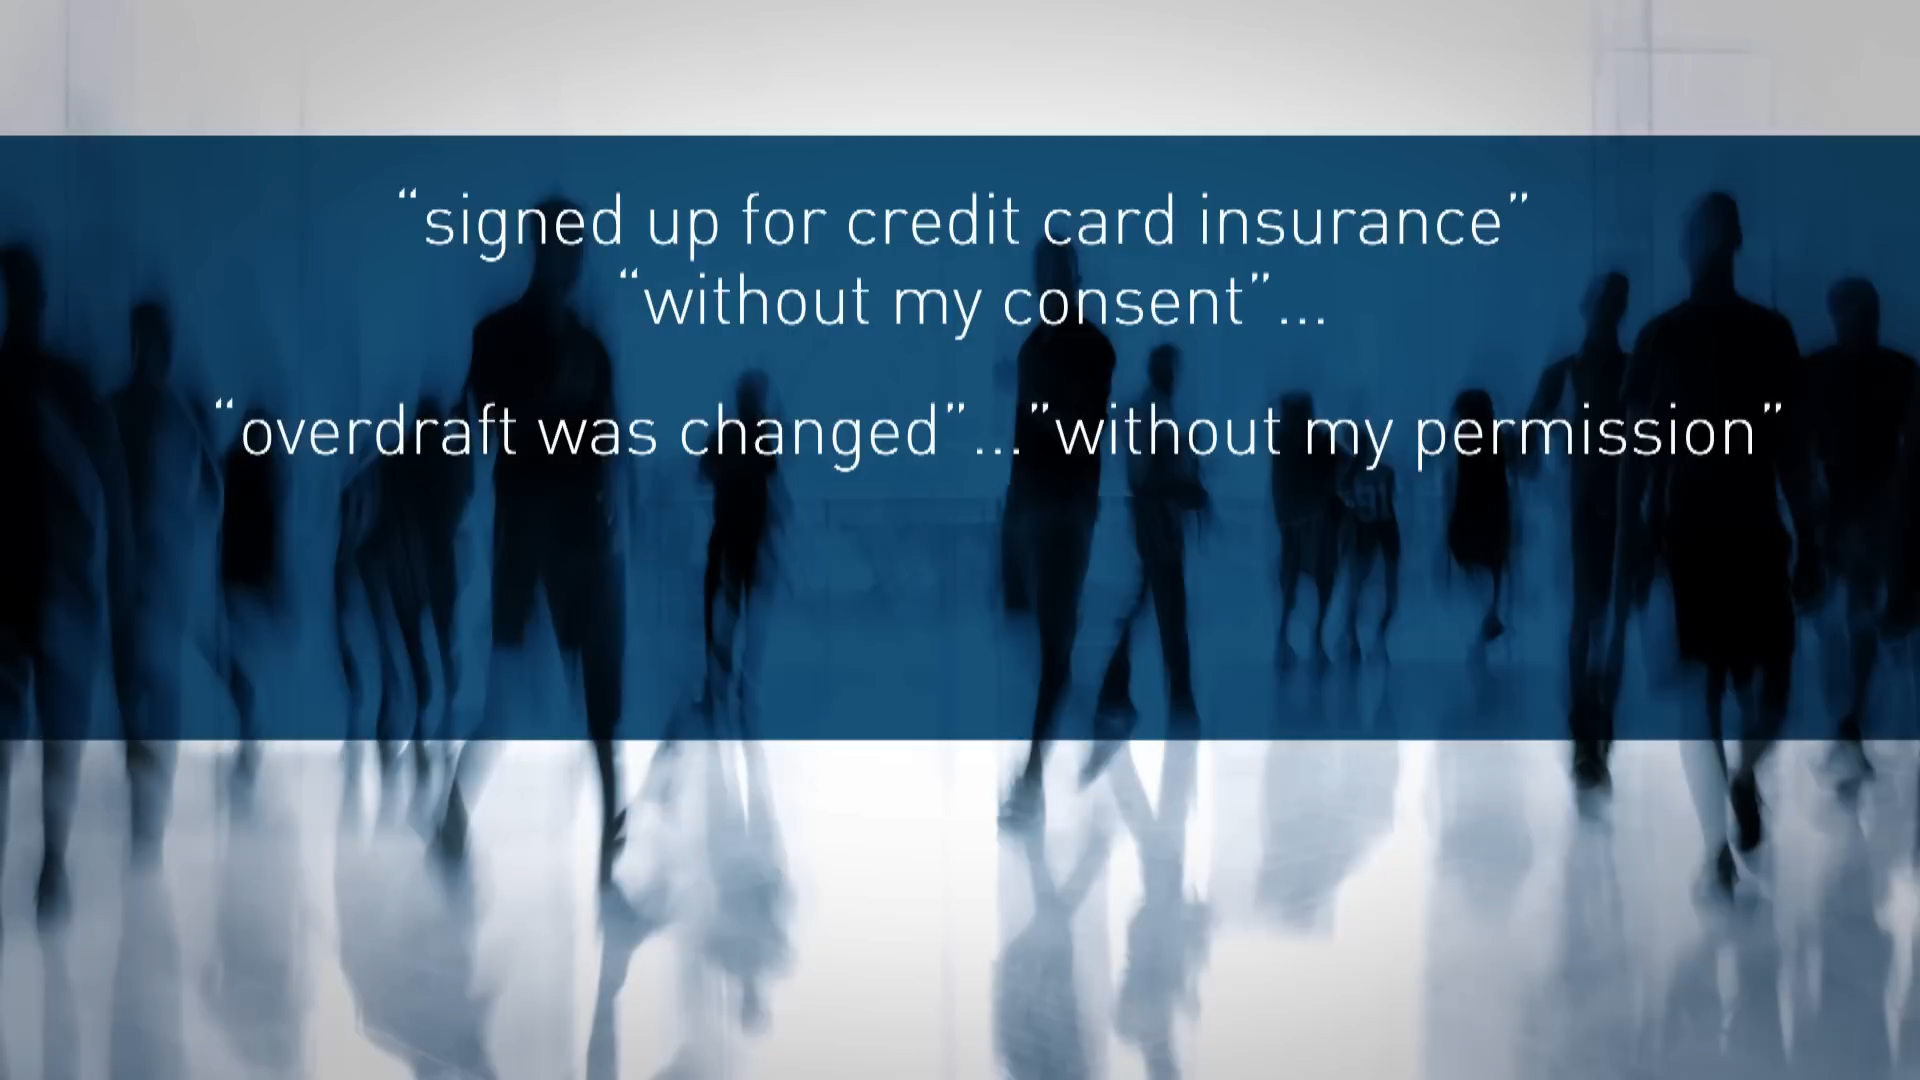 “signed up for credit card insurance”
“without my consent”...
“overdraft was changed”...”without my permission”